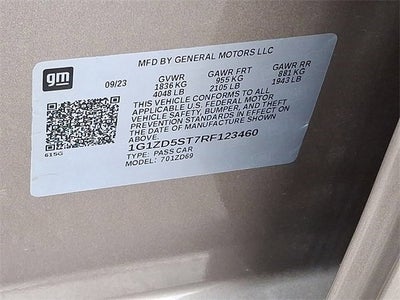 gm
MFD BY GENERAL MOTORS LLC
09/23 GVWR GAWR FRT GAWR RR
1836 KG 955 KG 881 KG
4048 LB 2105 LB 1943 LB
THIS VEHICLE CONFORMS TO ALL
APPLICABLE U.S. FEDERAL MOTOR
VEHICLE SAFETY, BUMPER, AND THEFT
PREVENTION STANDARDS IN EFFECT ON
THE DATE OF MANUFACTURE SHOWN
ABOVE.
1G1ZD5ST7RF123460
TYPE: PASS CAR
MODEL: 701ZD69
61SG